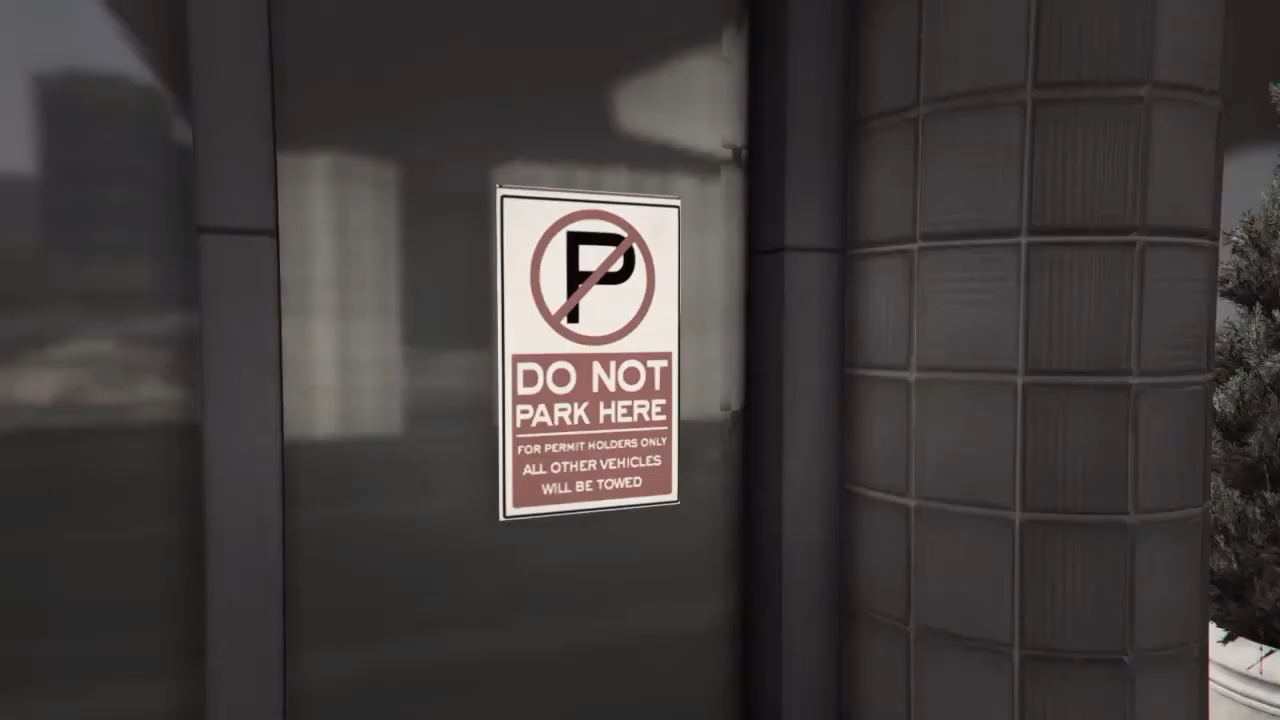 P
DO NOT
PARK HERE
FOR PERMIT HOLDERS ONLY
ALL OTHER VEHICLES
WILL BE TOWED